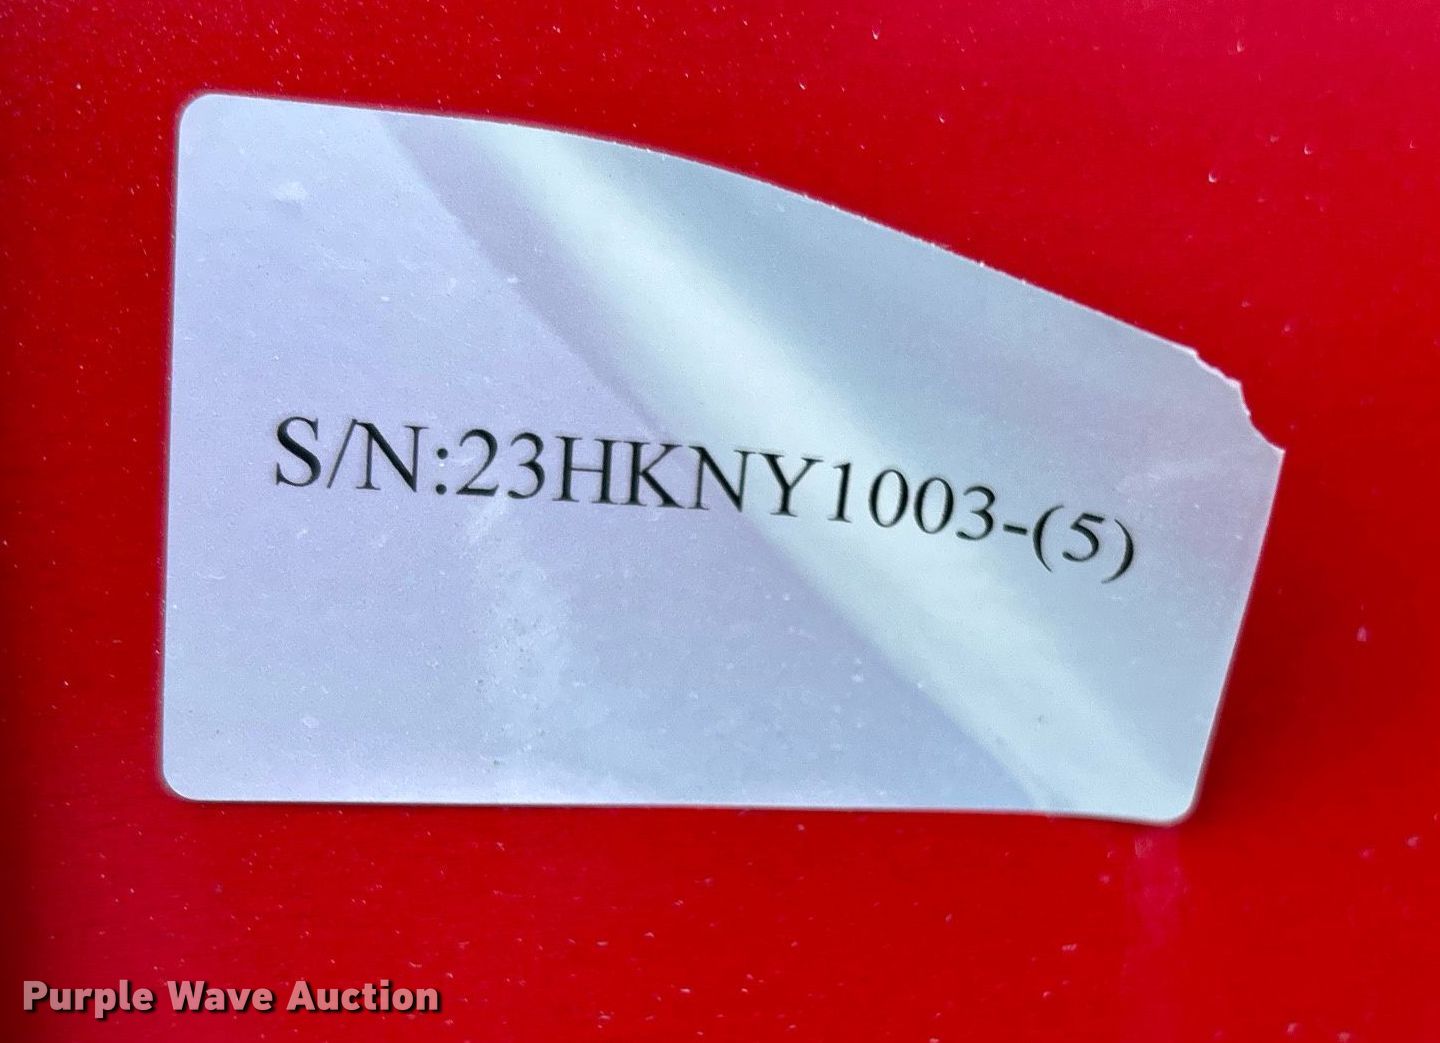 S/N:23HKNY1003-(5)
Purple Wave Auction